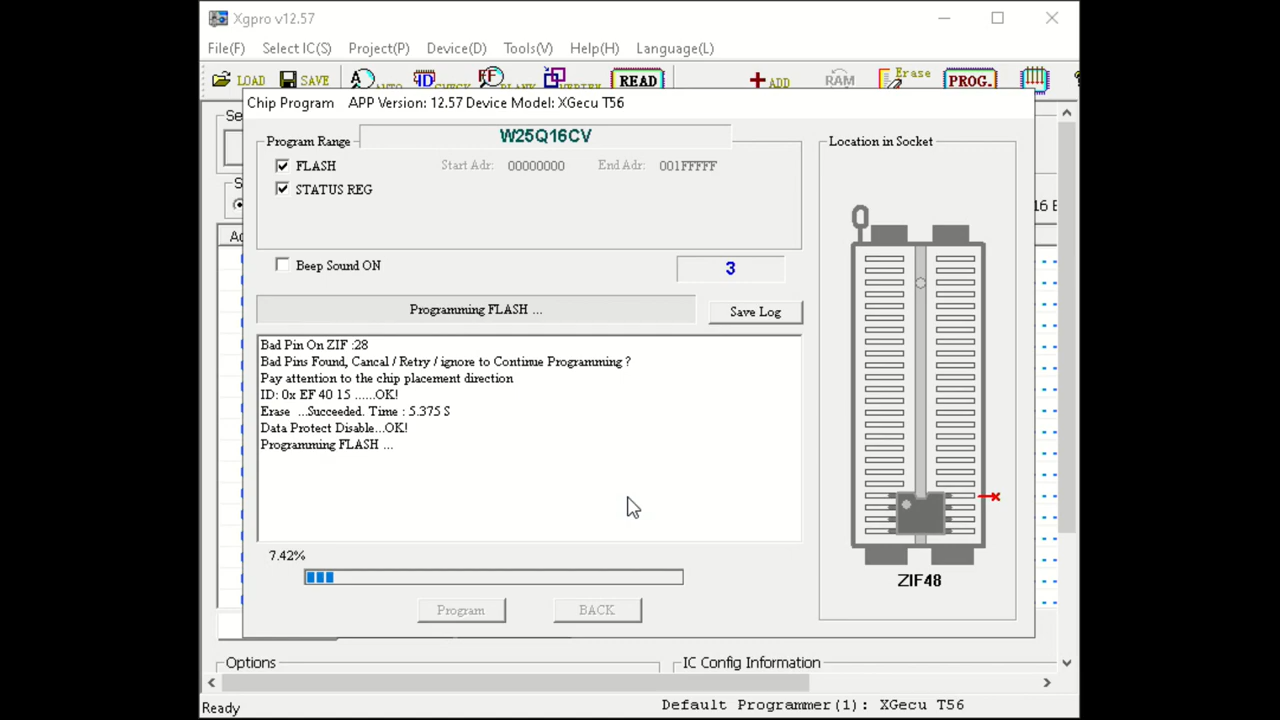 Xgpro v12.57
File(F) Select IC(S) Project(P) Device(D) Tools(V) Help(H) Language(L)
LOAD SAVE READ ADD RAM Erase PROG.
Chip Program APP Version: 12.57 Device Model: XGecu T56
Program Range W25Q16CV
Location in Socket
FLASH Start Adr: 00000000 End Adr: 001FFFFF
STATUS REG
Beep Sound ON 3
Programming FLASH ... Save Log
Bad Pin On ZIF :28
Bad Pins Found, Cancal / Retry / ignore to Continue Programming ?
Pay attention to the chip placement direction
ID: 0x EF 40 15 ......OK!
Erase ...Succeeded. Time : 5.375 S
Data Protect Disable...OK!
Programming FLASH ...
7.42%
ZIF48
Program BACK
Options IC Config Information
Ready Default Programmer(1): XGecu T56